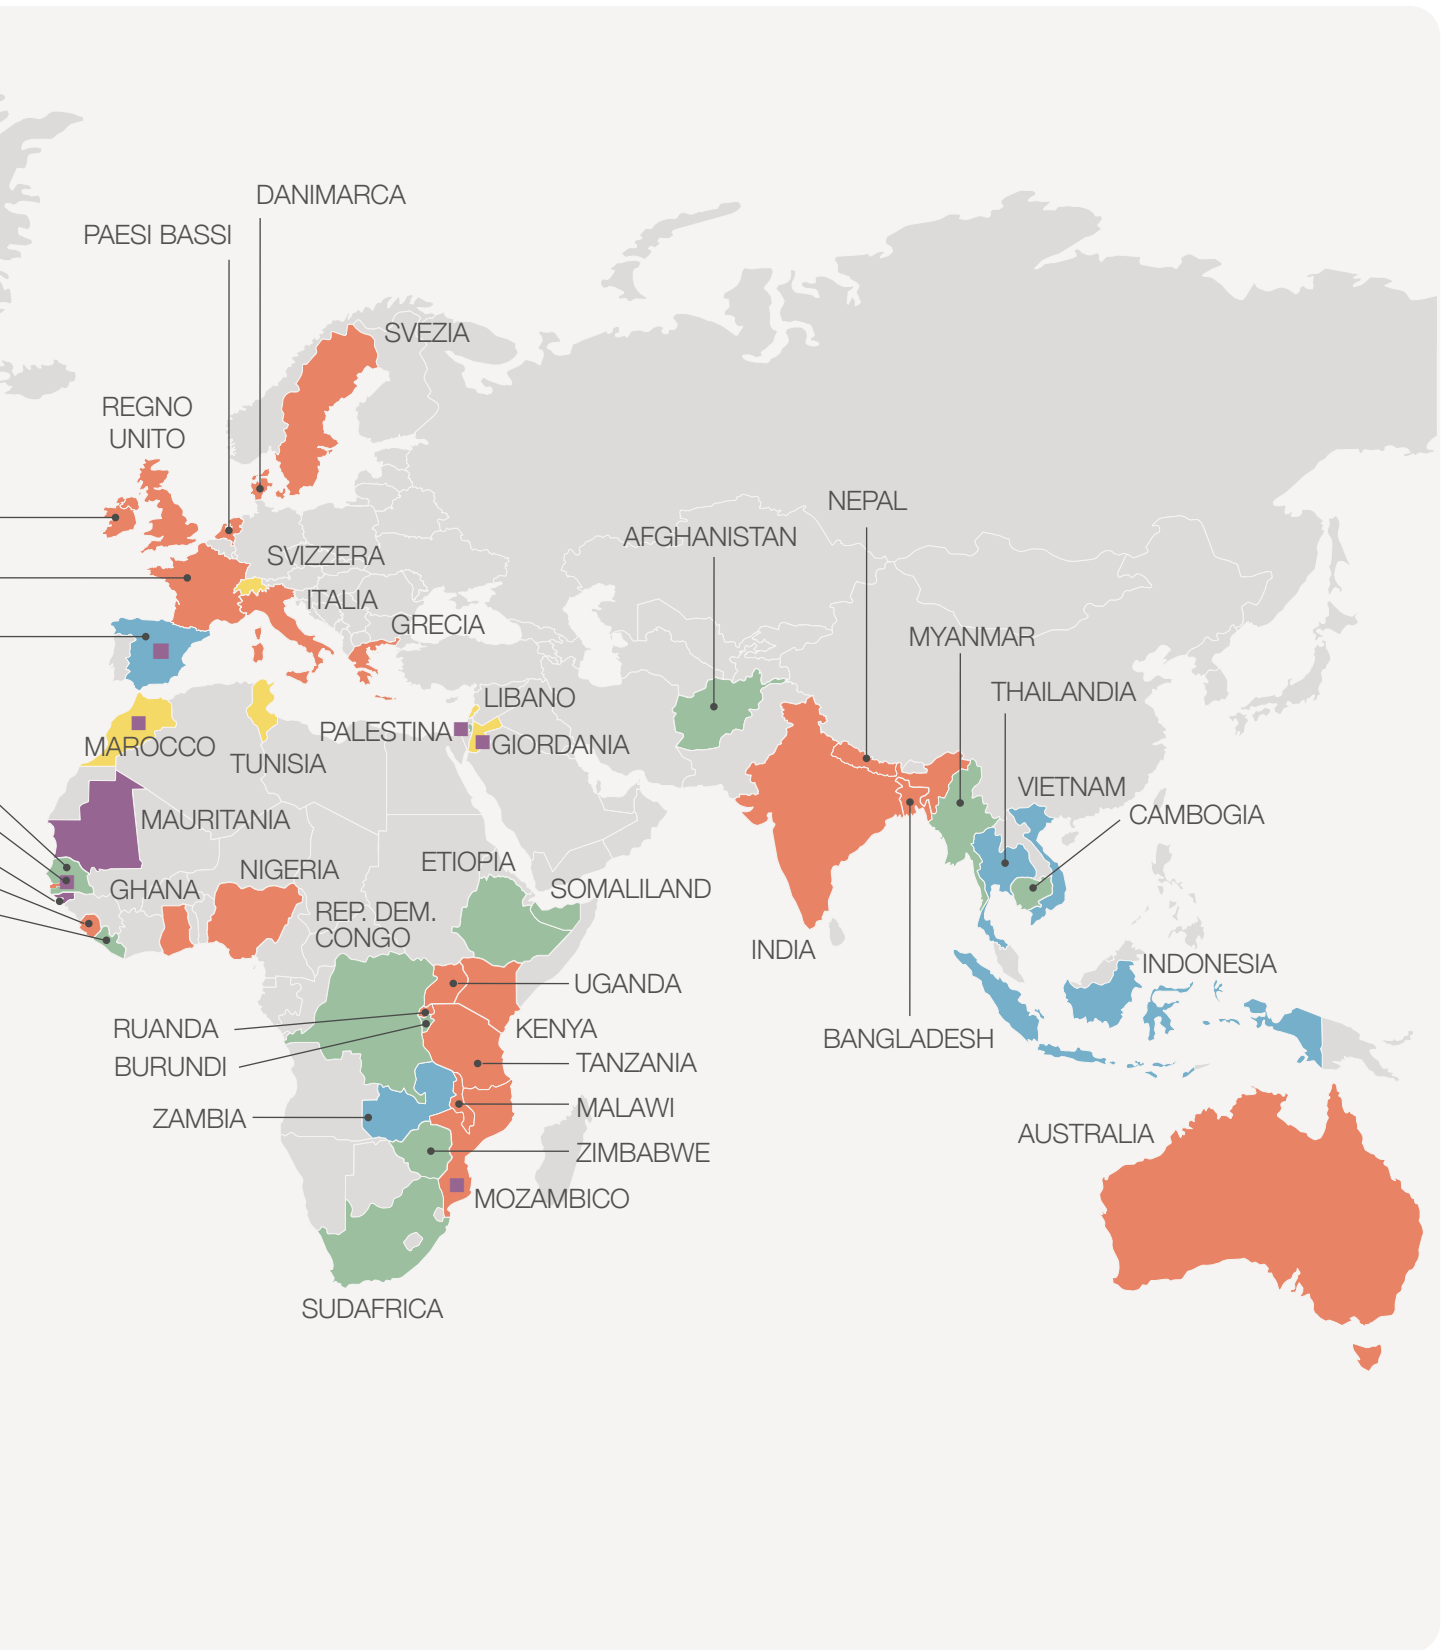 DANIMARCA
PAESI BASSI
SVEZIA
REGNO
UNITO
NEPAL
AFGHANISTAN
SVIZZERA
ITALIA
GRECIA
MYANMAR
THAILANDIA
LIBANO
PALESTINA
GIORDANIA
MAROCCO
TUNISIA
VIETNAM
CAMBOGIA
MAURITANIA
ETIOPIA
NIGERIA
GHANA
SOMALILAND
REP. DEM.
CONGO
INDIA
INDONESIA
UGANDA
RUANDA
KENYA
BANGLADESH
BURUNDI
TANZANIA
ZAMBIA
MALAWI
AUSTRALIA
ZIMBABWE
MOZAMBICO
SUDAFRICA